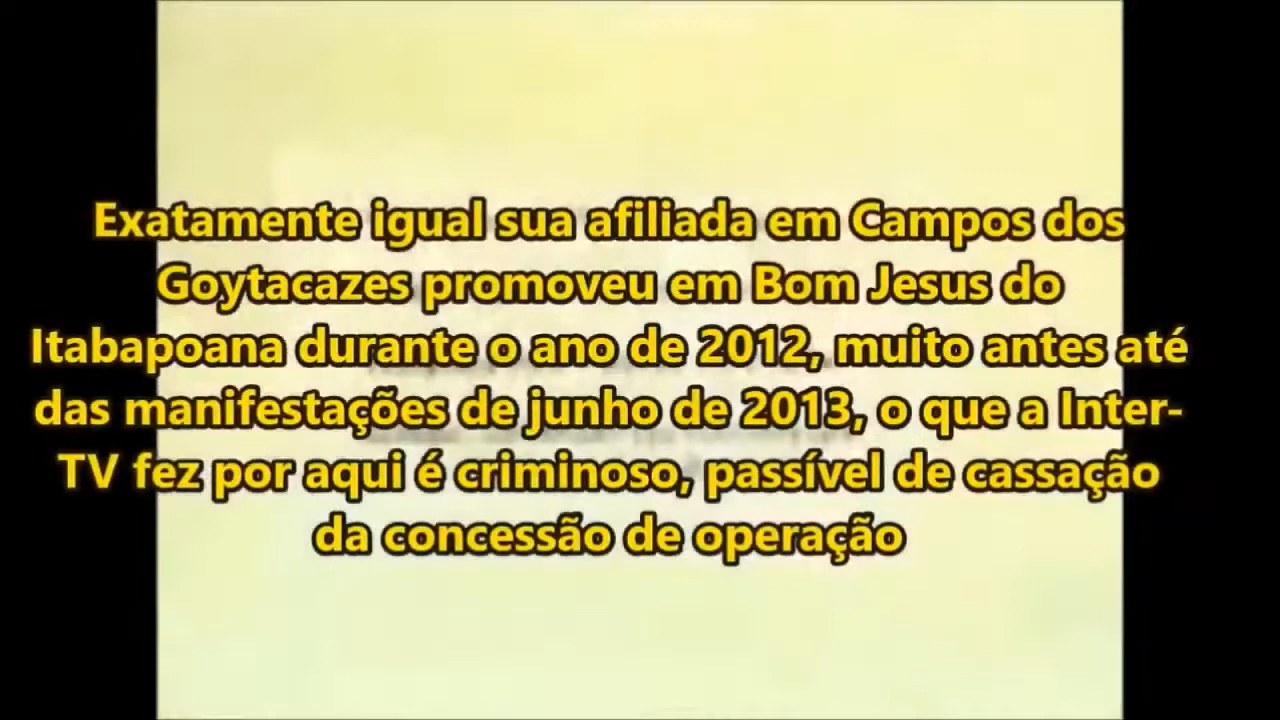 Exatamente igual sua afiliada em Campos dos
Goytacazes promoveu em Bom Jesus do
Itabapoana durante o ano de 2012, muito antes até
das manifestações de junho de 2013, o que a Inter-
TV fez por aqui é criminoso, passível de cassação
da concessão de operação